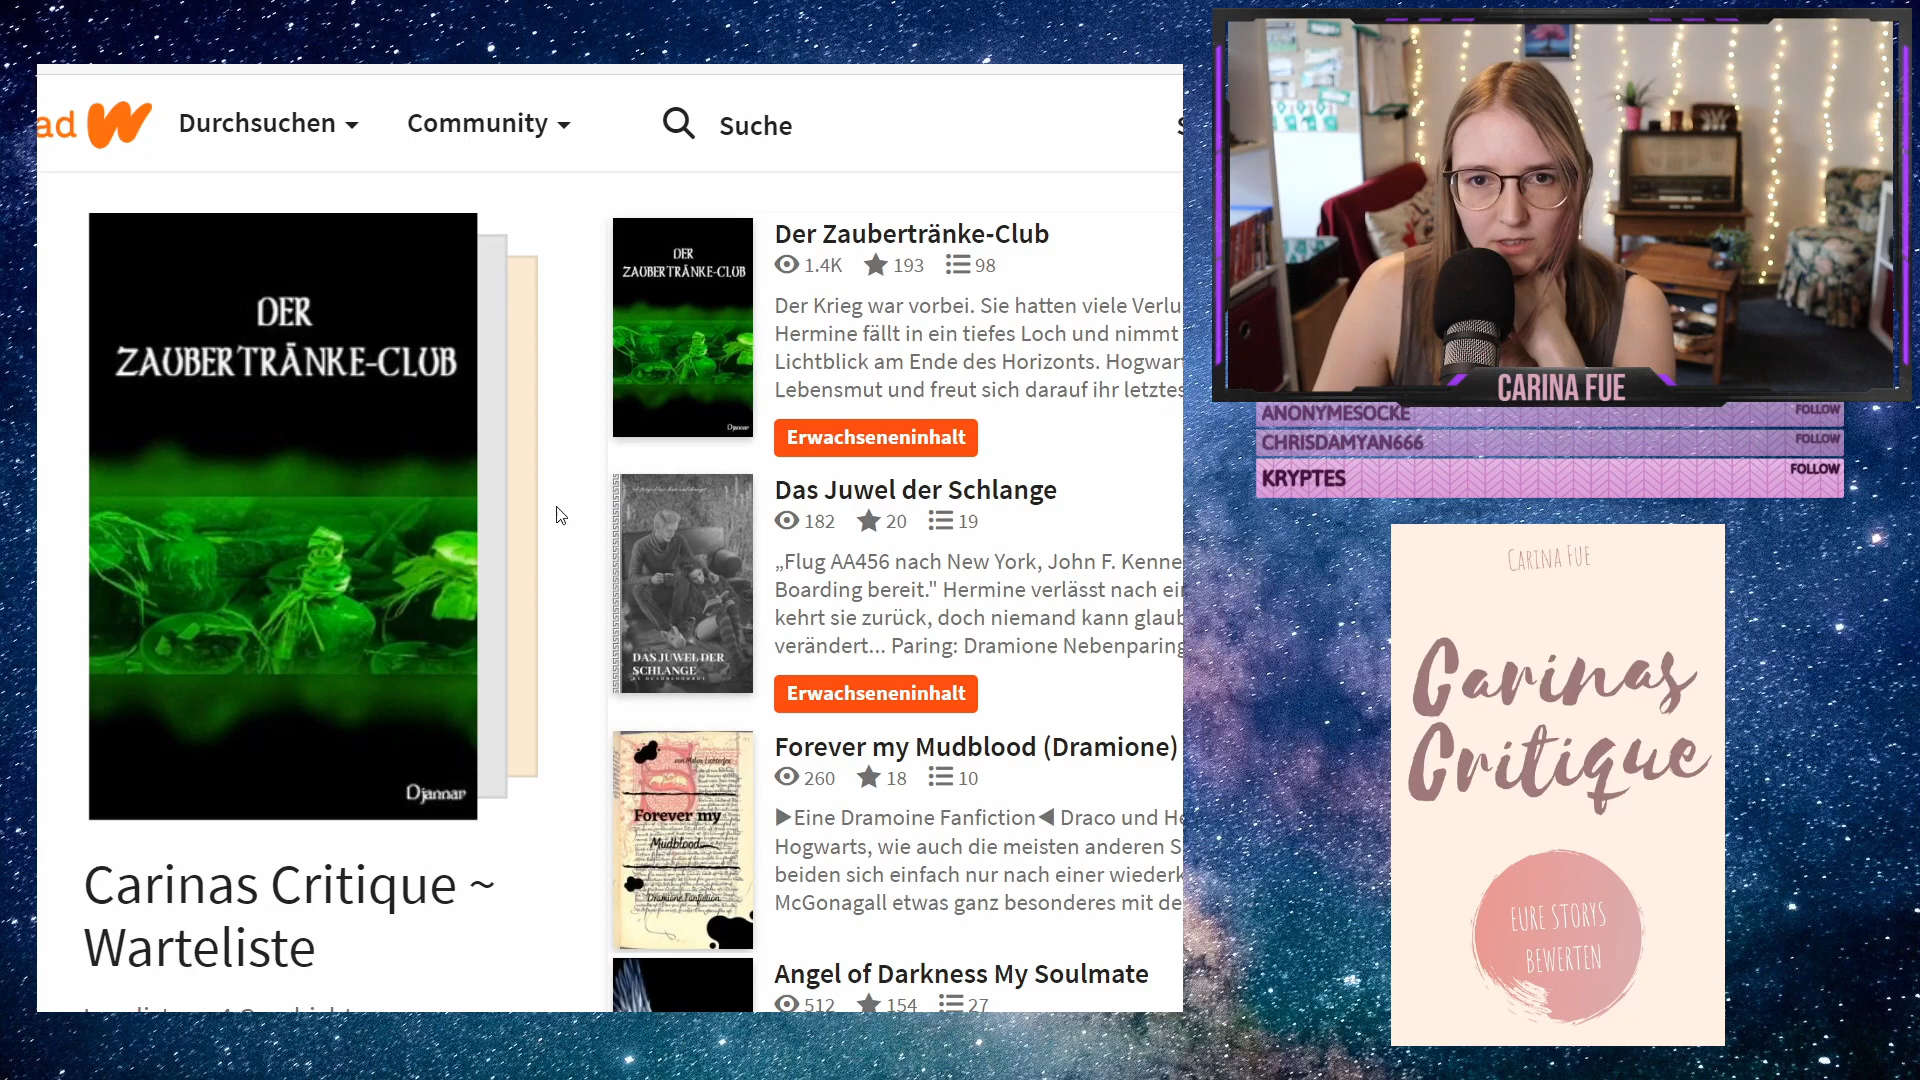 ad
Durchsuchen
Community
Suche
DER
ZAUBERTRÄNKE-CLUB
Djannar
Carinas Critique ~
Warteliste
DER
ZAUBERTRÄNKE-CLUB
Djannar
Der Zaubertränke-Club
1.4K 193 98
Der Krieg war vorbei. Sie hatten viele Verlu
Hermine fällt in ein tiefes Loch und nimmt
Lichtblick am Ende des Horizonts. Hogwar
Lebensmut und freut sich darauf ihr letztes
Erwachseneninhalt
DAS JUWEL DER
SCHLANGE
Das Juwel der Schlange
182 20 19
„Flug AA456 nach New York, John F. Kenne
Boarding bereit." Hermine verlässt nach ei
kehrt sie zurück, doch niemand kann glaub
verändert... Paring: Dramione Nebenparing
Erwachseneninhalt
Forever my
Mudblood
Dramione Fanfiction
Forever my Mudblood (Dramione)
260 18 10
▶Eine Dramoine Fanfiction◀ Draco und He
Hogwarts, wie auch die meisten anderen S
beiden sich einfach nur nach einer wiederk
McGonagall etwas ganz besonderes mit de
Angel of Darkness My Soulmate
512 154 27
CARINA FUE
ANONYMESOCKE FOLLOW
CHRISDAMYAN666 FOLLOW
KRYPTES FOLLOW
CARINA FUE
Carinas
Critique
EURE STORYS
BEWERTEN